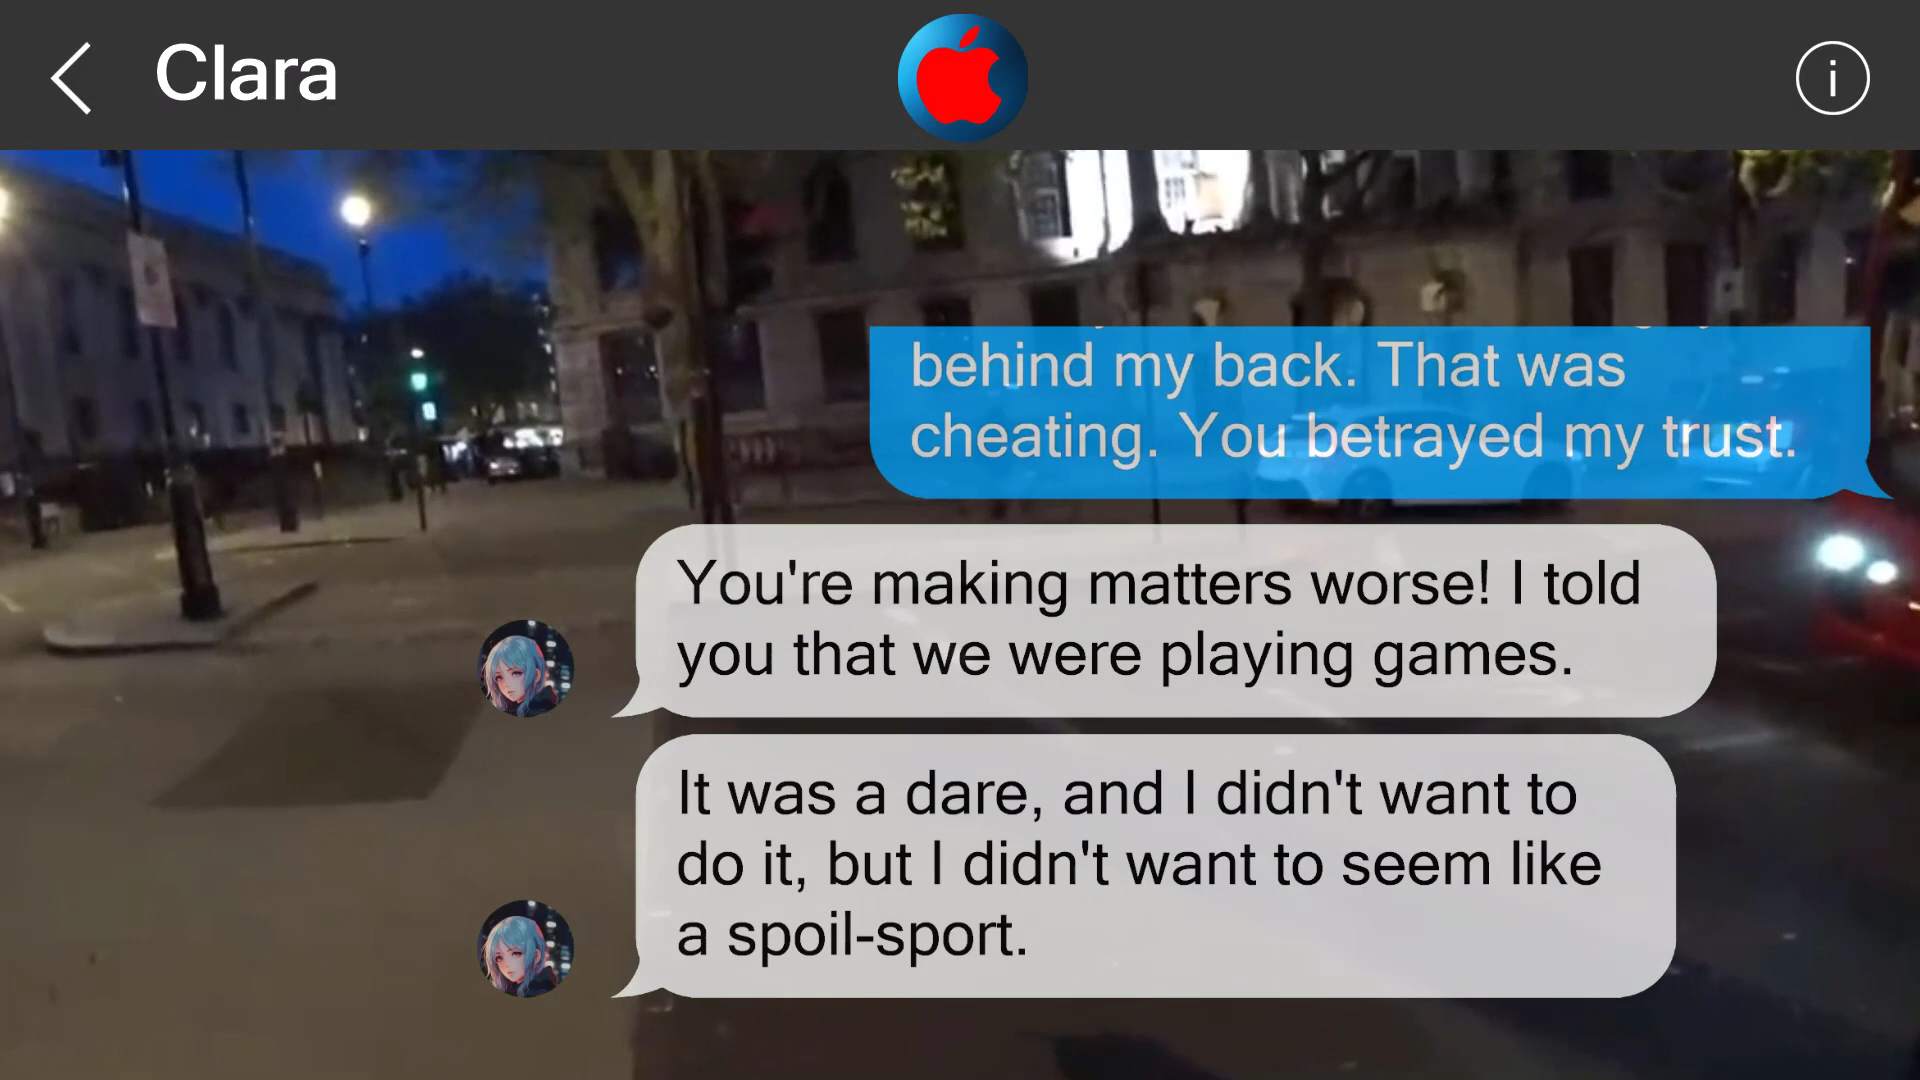 Clara
behind my back. That was
cheating. You betrayed my trust.
You're making matters worse! I told
you that we were playing games.
It was a dare, and I didn't want to
do it, but I didn't want to seem like
a spoil-sport.